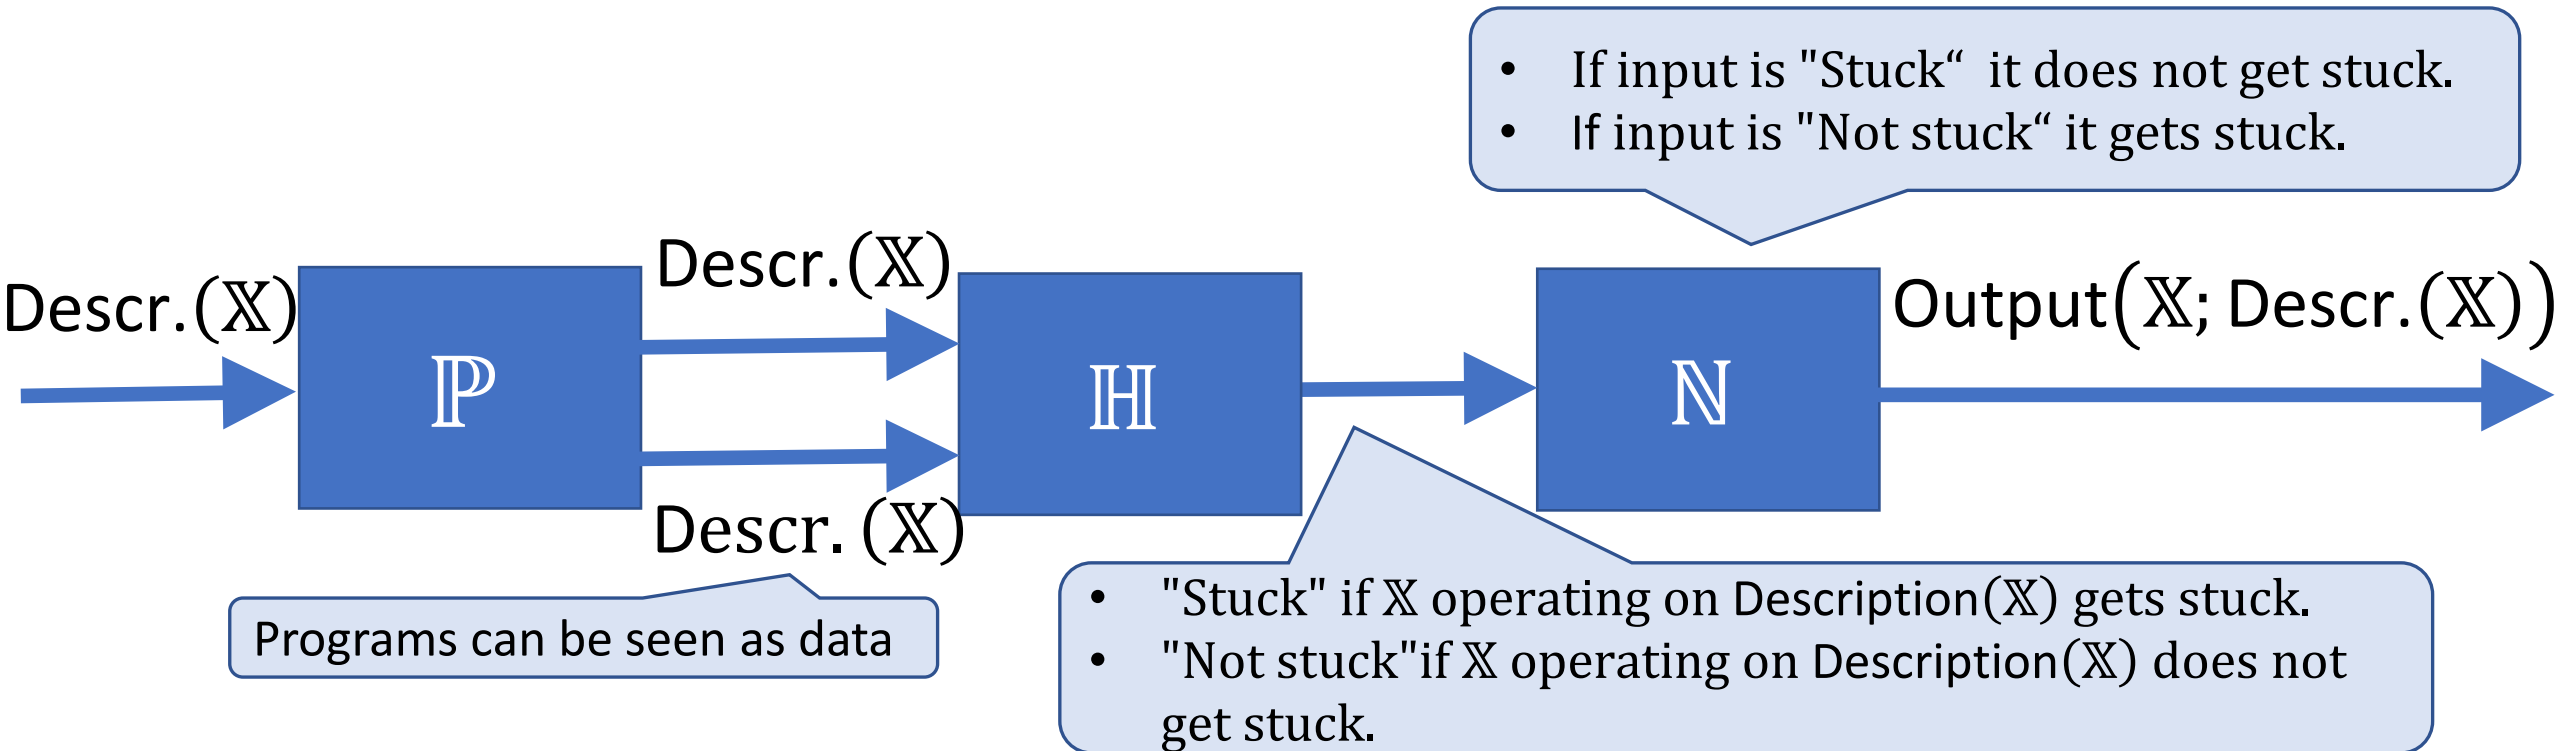 • If input is "Stuck“ it does not get stuck.
• If input is "Not stuck“ it gets stuck.
Descr.(𝕏)
ℙ
Descr.(𝕏)
Descr. (𝕏)
ℍ
ℕ
Output(𝕏; Descr.(𝕏))
Programs can be seen as data
• "Stuck" if 𝕏 operating on Description(𝕏) gets stuck.
• "Not stuck"if 𝕏 operating on Description(𝕏) does not
get stuck.